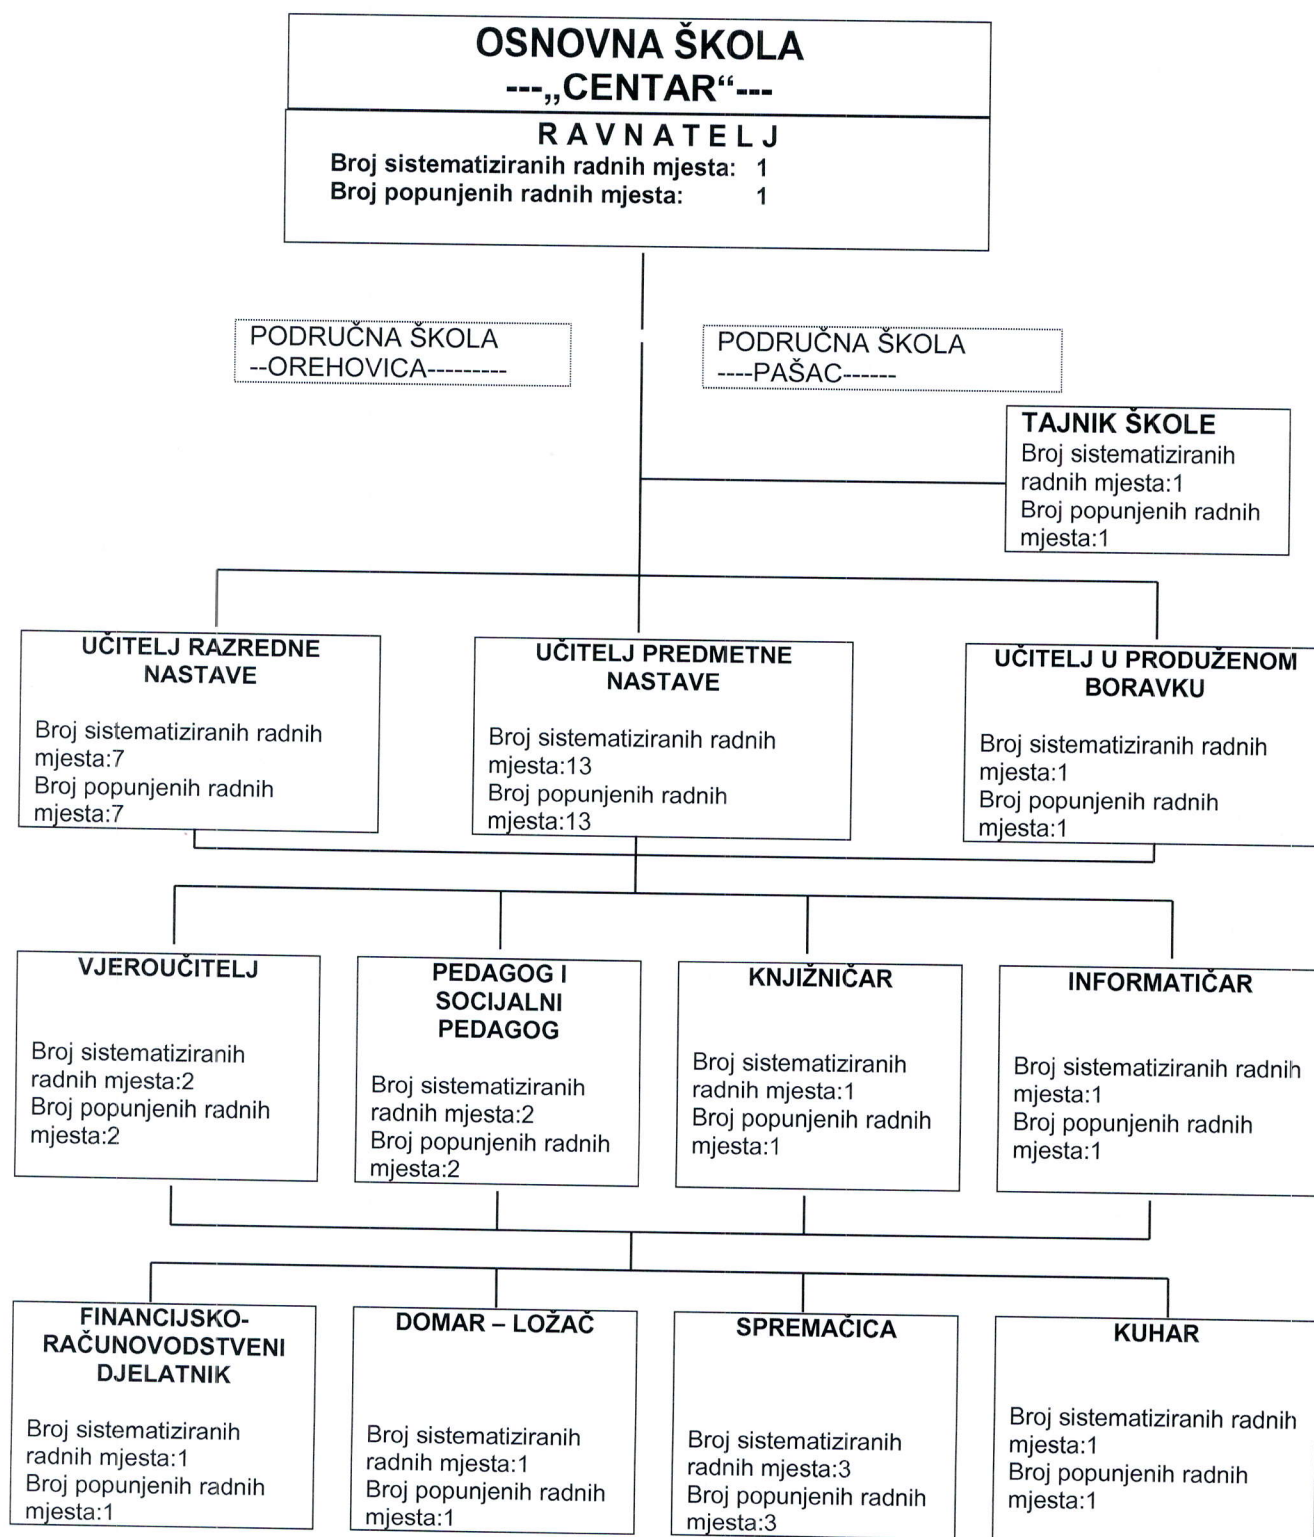 OSNOVNA ŠKOLA
---„CENTAR“---
R A V N A T E L J
Broj sistematiziranih radnih mjesta: 1
Broj popunjenih radnih mjesta: 1
PODRUČNA ŠKOLA
--OREHOVICA---------
PODRUČNA ŠKOLA
----PAŠAC------
TAJNIK ŠKOLE
Broj sistematiziranih
radnih mjesta:1
Broj popunjenih radnih
mjesta:1
UČITELJ RAZREDNE
NASTAVE
Broj sistematiziranih radnih
mjesta:7
Broj popunjenih radnih
mjesta:7
UČITELJ PREDMETNE
NASTAVE
Broj sistematiziranih radnih
mjesta:13
Broj popunjenih radnih
mjesta:13
UČITELJ U PRODUŽENOM
BORAVKU
Broj sistematiziranih radnih
mjesta:1
Broj popunjenih radnih
mjesta:1
VJEROUČITELJ
Broj sistematiziranih
radnih mjesta:2
Broj popunjenih radnih
mjesta:2
PEDAGOG I
SOCIJALNI
PEDAGOG
Broj sistematiziranih
radnih mjesta:2
Broj popunjenih radnih
mjesta:2
KNJIŽNIČAR
Broj sistematiziranih
radnih mjesta:1
Broj popunjenih radnih
mjesta:1
INFORMATIČAR
Broj sistematiziranih radnih
mjesta:1
Broj popunjenih radnih
mjesta:1
FINANCIJSKO-
RAČUNOVODSTVENI
DJELATNIK
Broj sistematiziranih
radnih mjesta:1
Broj popunjenih radnih
mjesta:1
DOMAR – LOŽAČ
Broj sistematiziranih
radnih mjesta:1
Broj popunjenih radnih
mjesta:1
SPREMAČICA
Broj sistematiziranih
radnih mjesta:3
Broj popunjenih radnih
mjesta:3
KUHAR
Broj sistematiziranih radnih
mjesta:1
Broj popunjenih radnih
mjesta:1